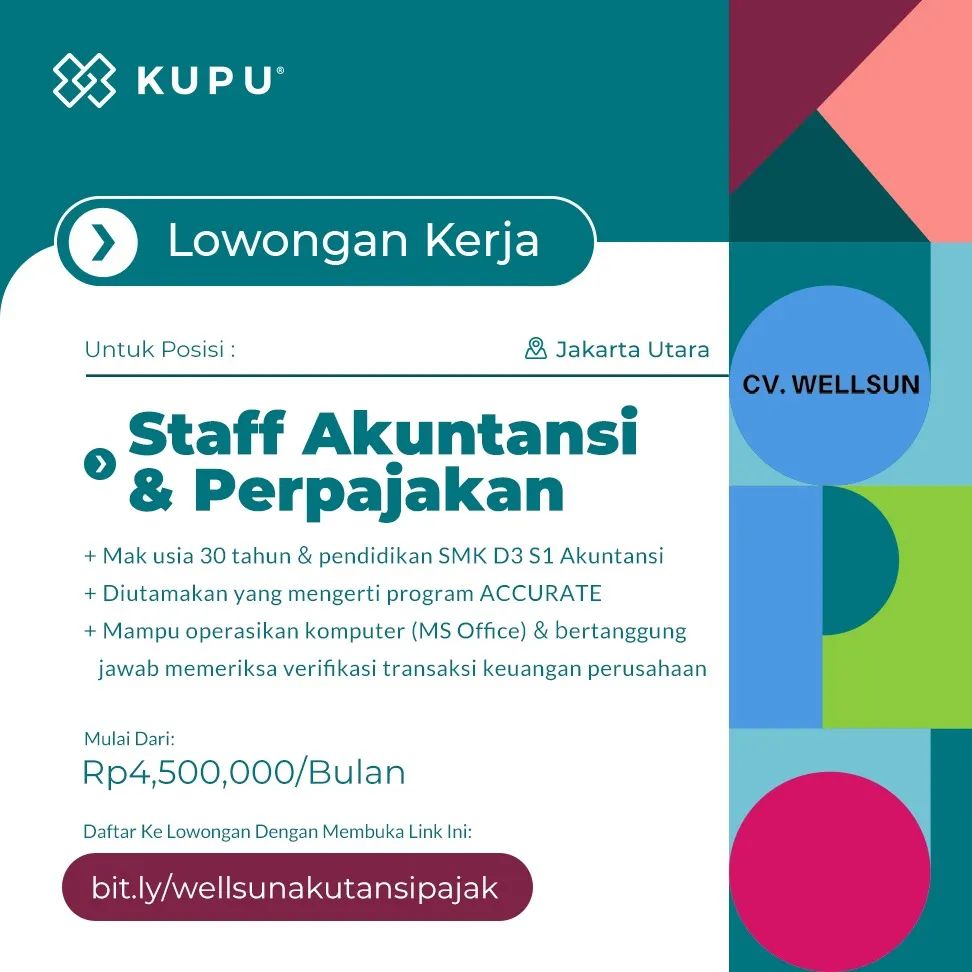 KUPU®
Lowongan Kerja
Untuk Posisi :
Jakarta Utara
CV. WELLSUN
Staff Akuntansi
& Perpajakan
+ Mak usia 30 tahun & pendidikan SMK D3 S1 Akuntansi
+ Diutamakan yang mengerti program ACCURATE
+ Mampu operasikan komputer (MS Office) & bertanggung
jawab memeriksa verifikasi transaksi keuangan perusahaan
Mulai Dari:
Rp4,500,000/Bulan
Daftar Ke Lowongan Dengan Membuka Link Ini:
bit.ly/wellsunakutansipajak